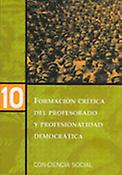 10
FORMACIÓN CRÍTICA
DEL PROFESORADO
Y PROFESIONALIDAD
DEMOCRÁTICA
CON-CIENCIA SOCIAL